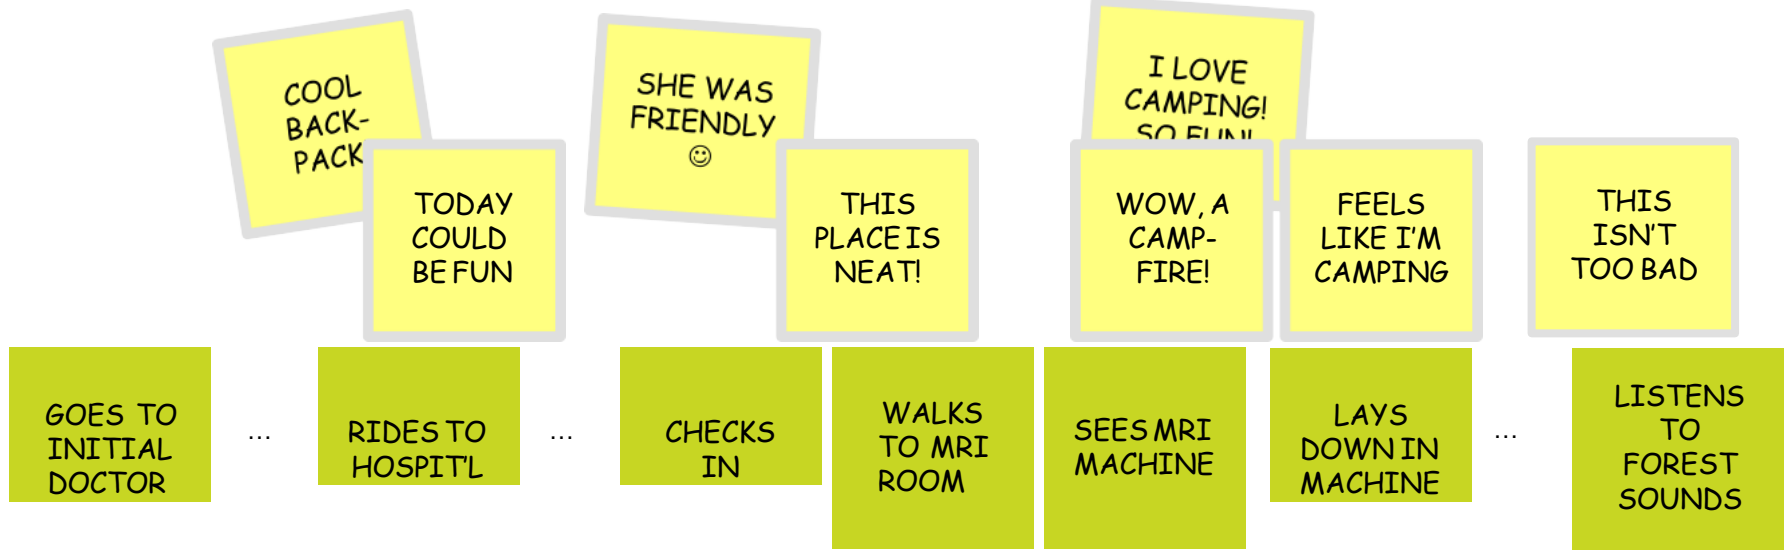 COOL
BACK-
PACK
TODAY
COULD
BE FUN
SHE WAS
FRIENDLY
☺
THIS
PLACE IS
NEAT!
I LOVE
CAMPING!
SO FUN!
WOW, A
CAMP-
FIRE!
FEELS
LIKE I'M
CAMPING
THIS
ISN'T
TOO BAD
GOES TO
INITIAL
DOCTOR
...
RIDES TO
HOSPIT'L
...
CHECKS
IN
WALKS
TO MRI
ROOM
SEES MRI
MACHINE
LAYS
DOWN IN
MACHINE
...
LISTENS
TO
FOREST
SOUNDS